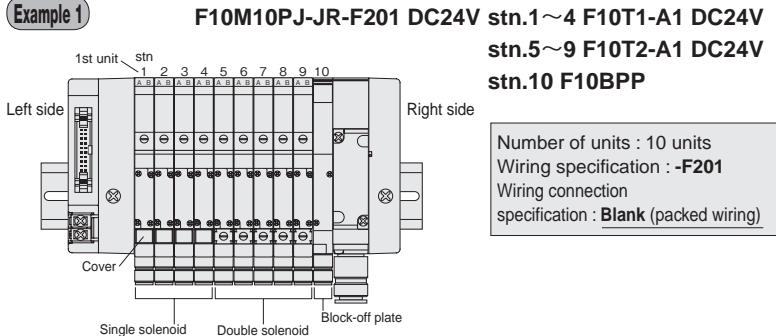 Example 1
F10M10PJ-JR-F201 DC24V stn.1～4 F10T1-A1 DC24V
stn.5～9 F10T2-A1 DC24V
stn.10 F10BPP
1st unit
stn
1 2 3 4 5 6 7 8 9 10
A B A B A B A B A B A B A B A B A B
Left side
Right side
Number of units : 10 units
Wiring specification : -F201
Wiring connection
specification : Blank (packed wiring)
Cover
Block-off plate
Single solenoid
Double solenoid